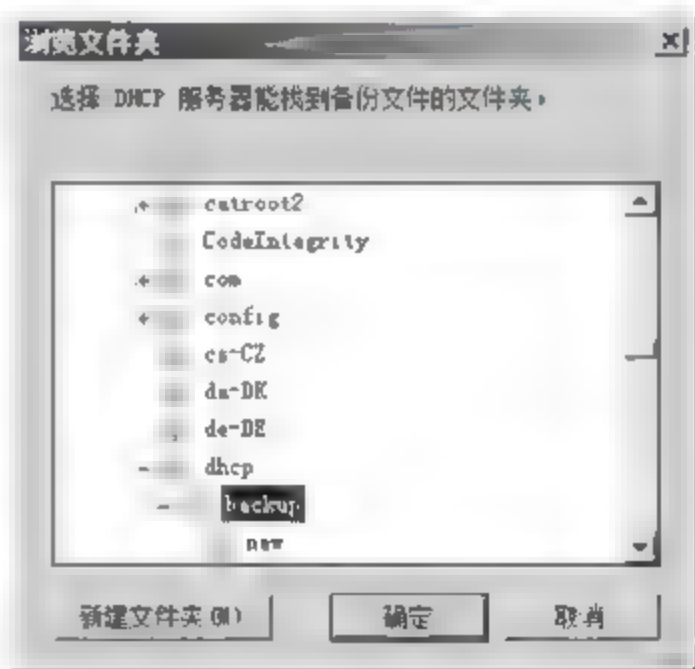 浏览文件夹
选择 DHCP 服务器能找到备份文件的文件夹。
catroot2
CodeIntegrity
com
config
cs-CZ
da-DK
de-DE
dhcp
backup
new
新建文件夹(M)
确定
取消